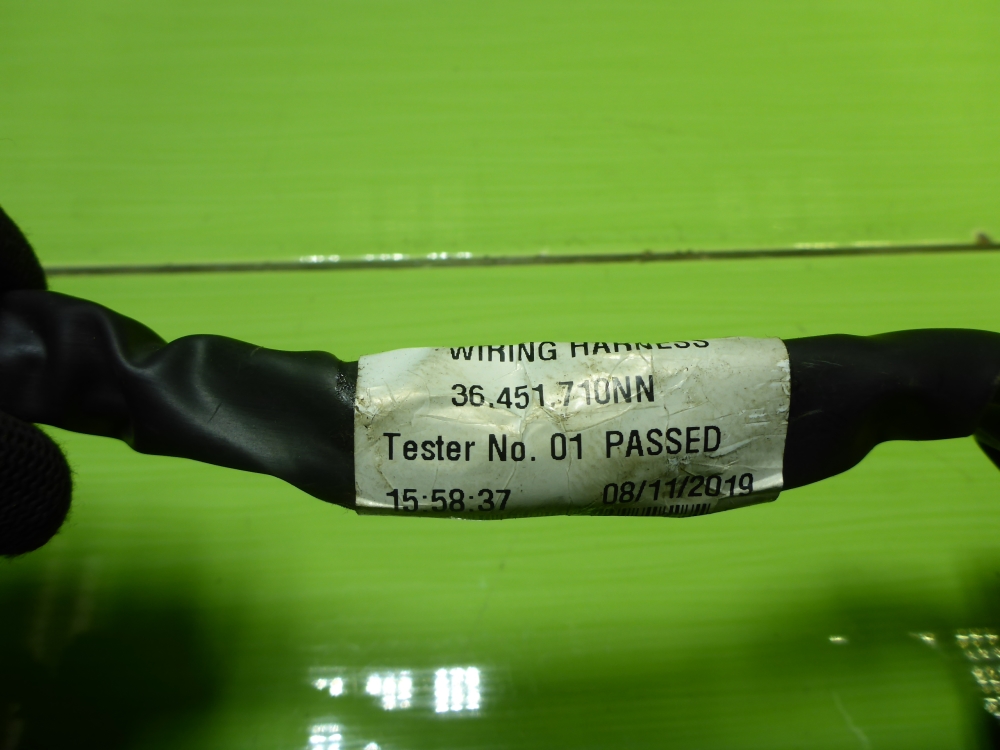 WIRING HARNESS
36.451.710NN
Tester No. 01 PASSED
15:58:37 08/11/2019